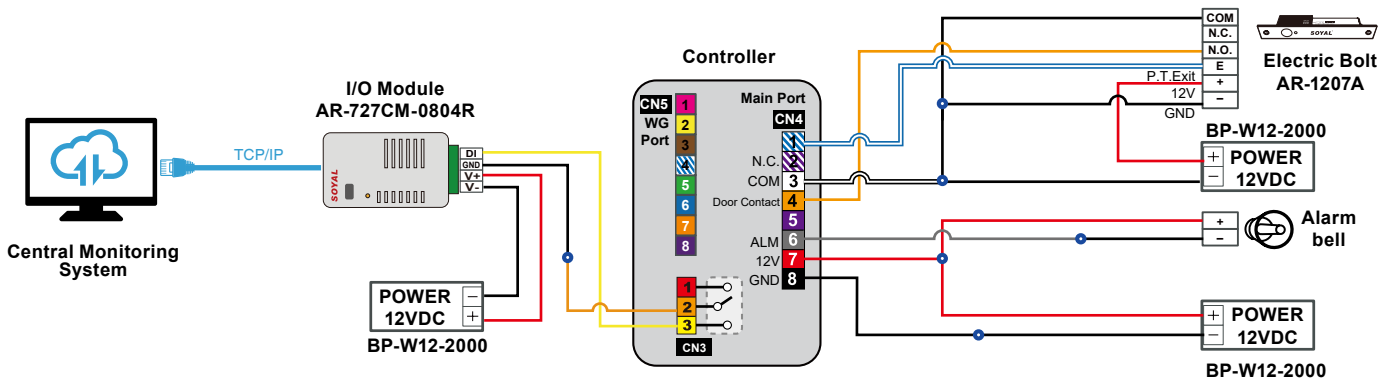 Central Monitoring
System
TCP/IP
I/O Module
AR-727CM-0804R
SOYAL
DI
GND
V+
V-
POWER
12VDC
−
+
BP-W12-2000
Controller
CN5
WG
Port
1
2
3
4
5
6
7
8
Main Port
CN4
1
N.C.
2
COM
3
Door Contact
4
5
ALM
6
12V
7
GND
8
1
2
3
CN3
COM
N.C.
N.O.
E
+
−
P.T.Exit
12V
GND
SOYAL
Electric Bolt
AR-1207A
BP-W12-2000
+
−
POWER
12VDC
+
−
Alarm
bell
+
−
POWER
12VDC
BP-W12-2000